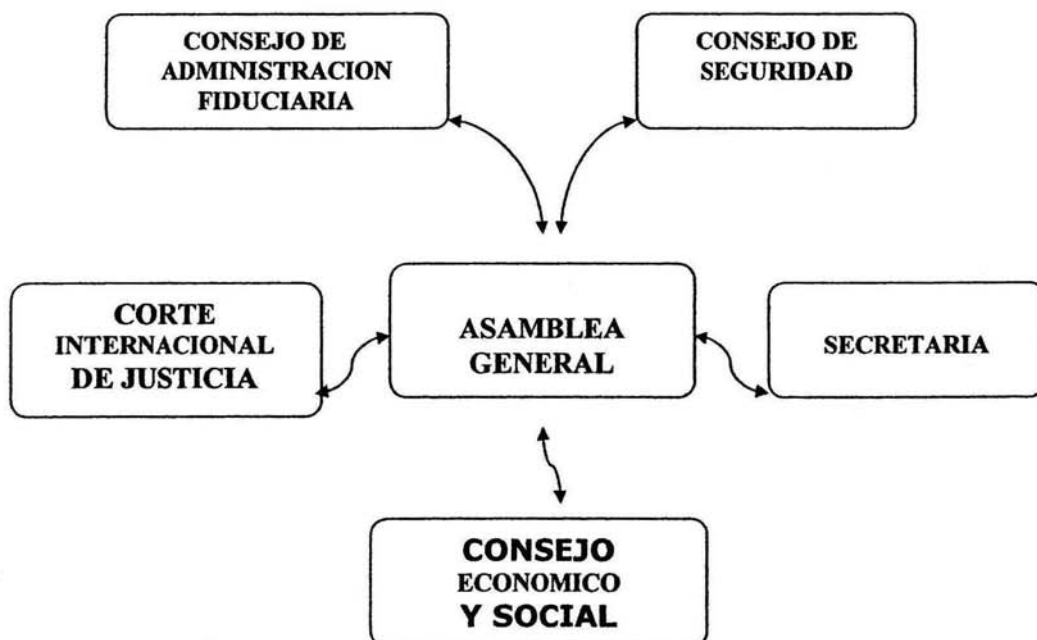 CONSEJO DE
ADMINISTRACION
FIDUCIARIA
CONSEJO DE
SEGURIDAD
CORTE
INTERNACIONAL
DE JUSTICIA
ASAMBLEA
GENERAL
SECRETARIA
CONSEJO
ECONOMICO
Y SOCIAL